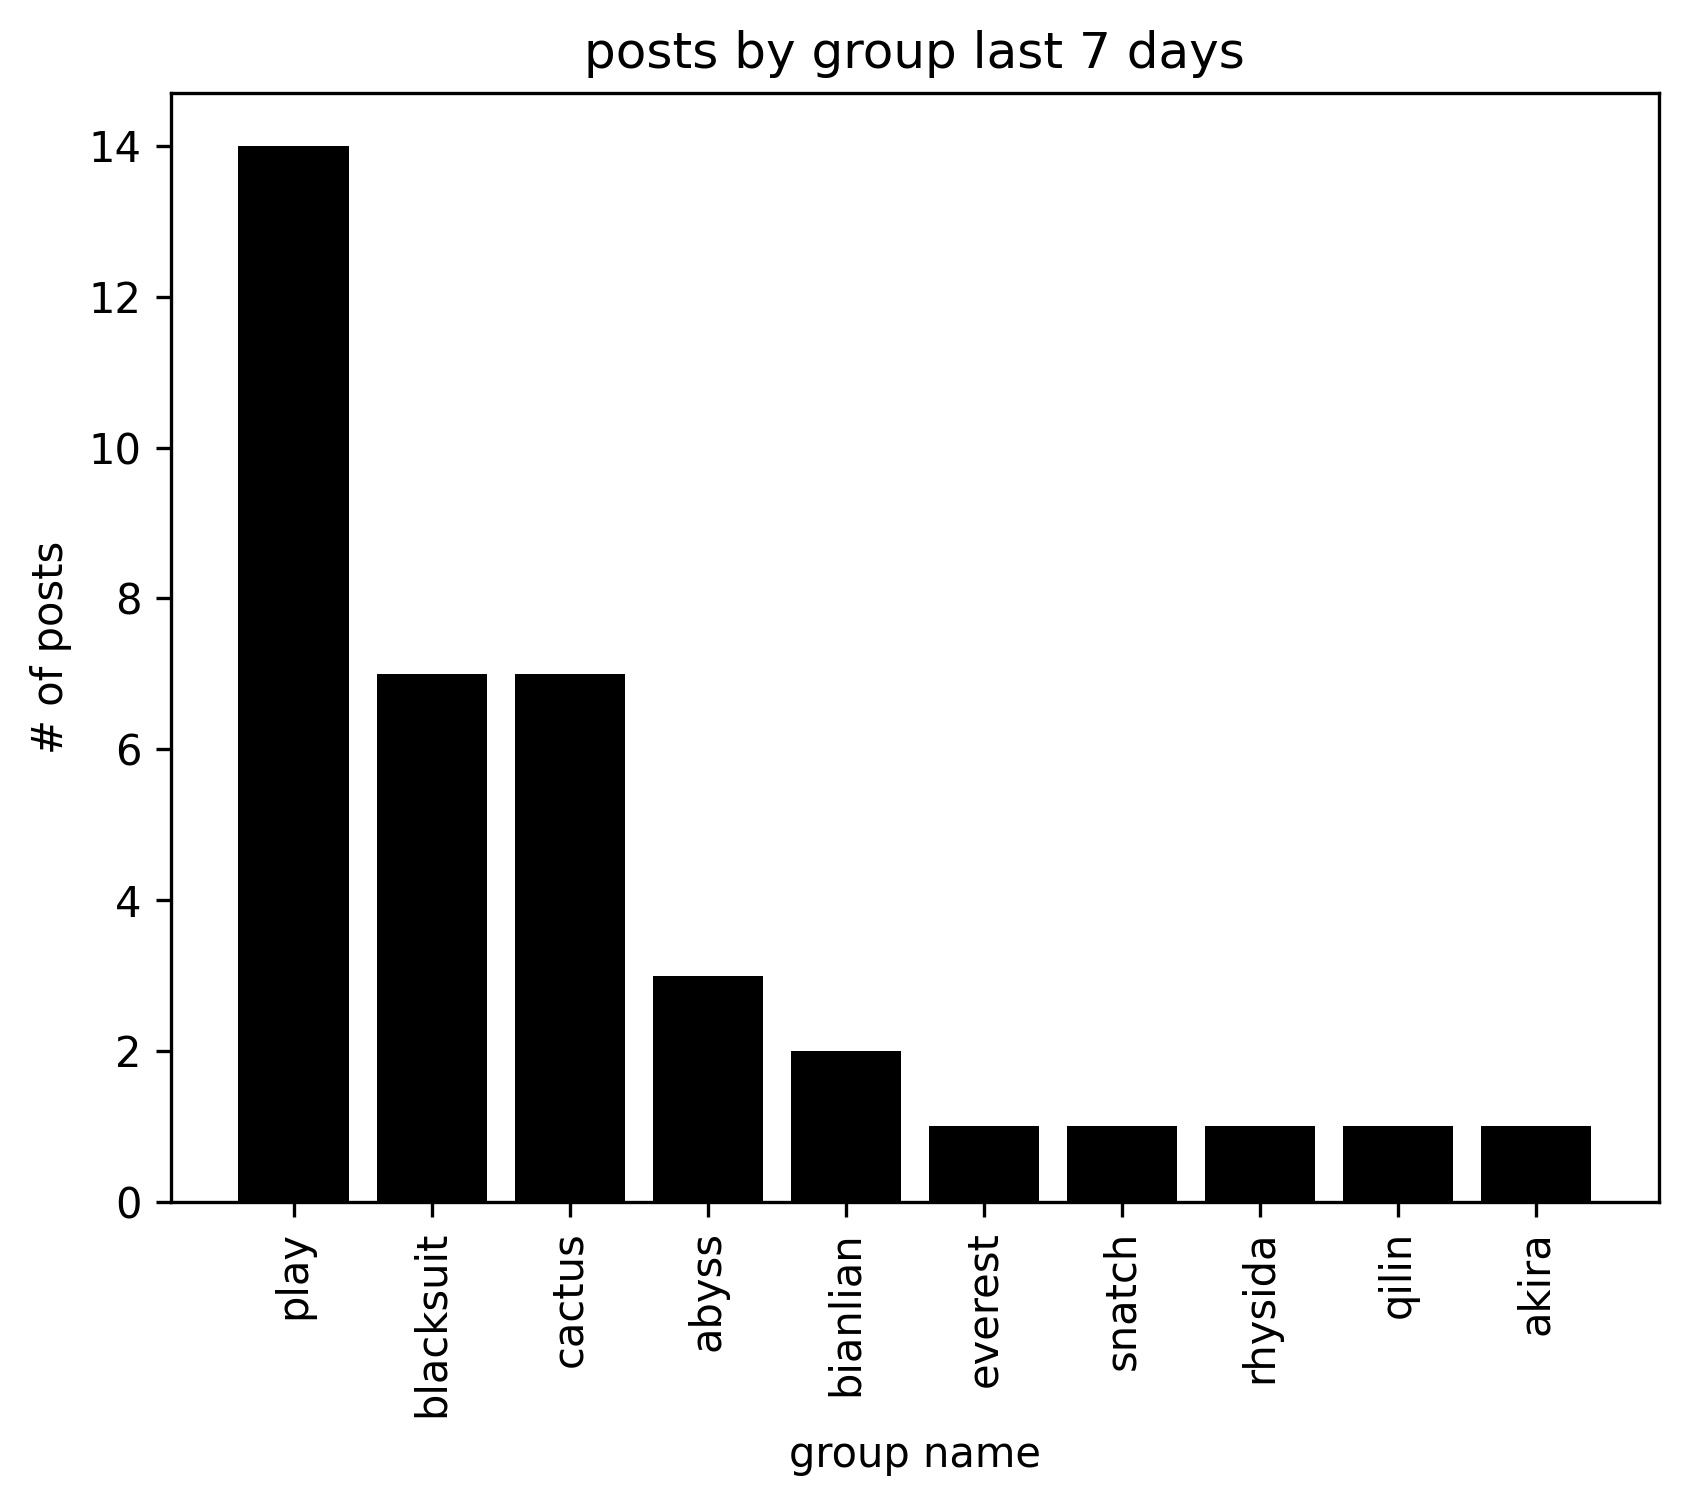 posts by group last 7 days
# of posts
14
12
10
8
6
4
2
0
play
blacksuit
cactus
abyss
bianlian
everest
snatch
rhysida
qilin
akira
group name